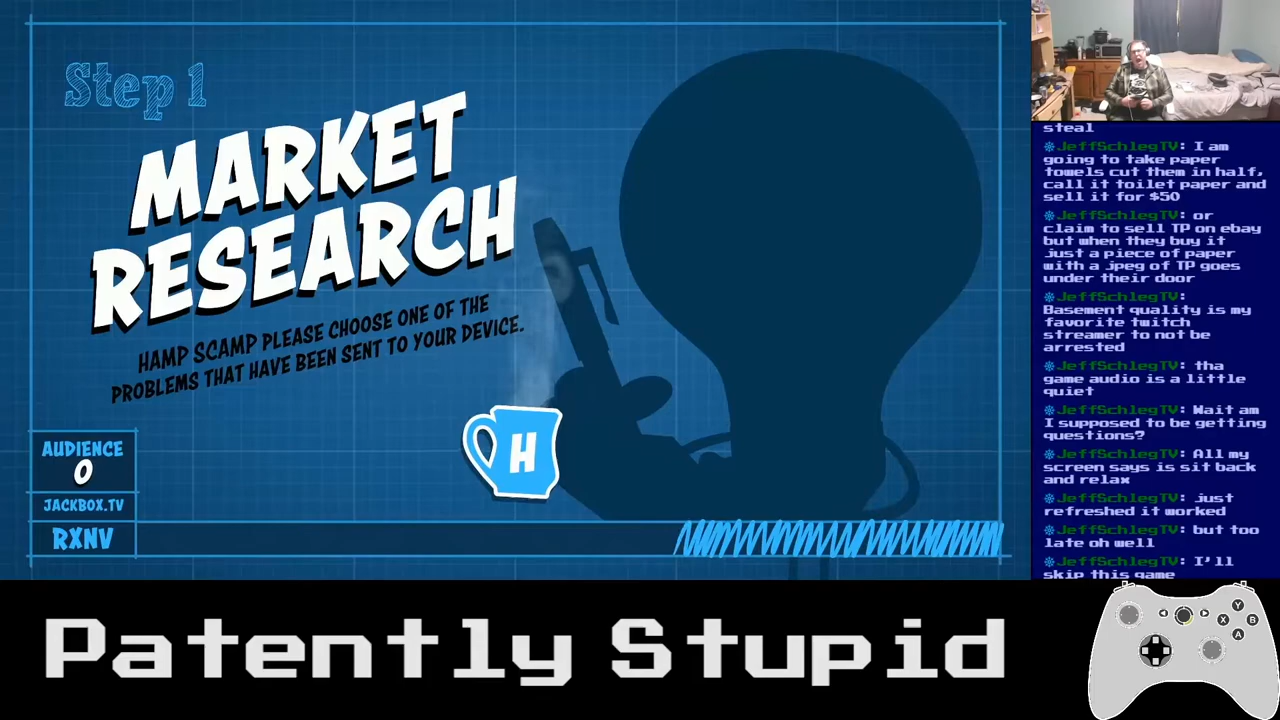 Step 1
MARKET
RESEARCH
HAMP SCAMP PLEASE CHOOSE ONE OF THE
PROBLEMS THAT HAVE BEEN SENT TO YOUR DEVICE.
H
AUDIENCE
0
JACKBOX.TV
RXNV
steal
JeffSchlegTV: I am
going to take paper
towels cut them in half,
call it toilet paper and
sell it for $50
JeffSchlegTV: or
claim to sell TP on ebay
but when they buy it
just a piece of paper
with a jpeg of TP goes
under their door
JeffSchlegTV:
Basement quality is my
favorite twitch
streamer to not be
arrested
JeffSchlegTV: tha
game audio is a little
quiet
JeffSchlegTV: Wait am
I supposed to be getting
questions?
JeffSchlegTV: All my
screen says is sit back
and relax
JeffSchlegTV: just
refreshed it worked
JeffSchlegTV: but too
late oh well
JeffSchlegTV: I'll
skip this game
Patently Stupid
Y
X
B
A